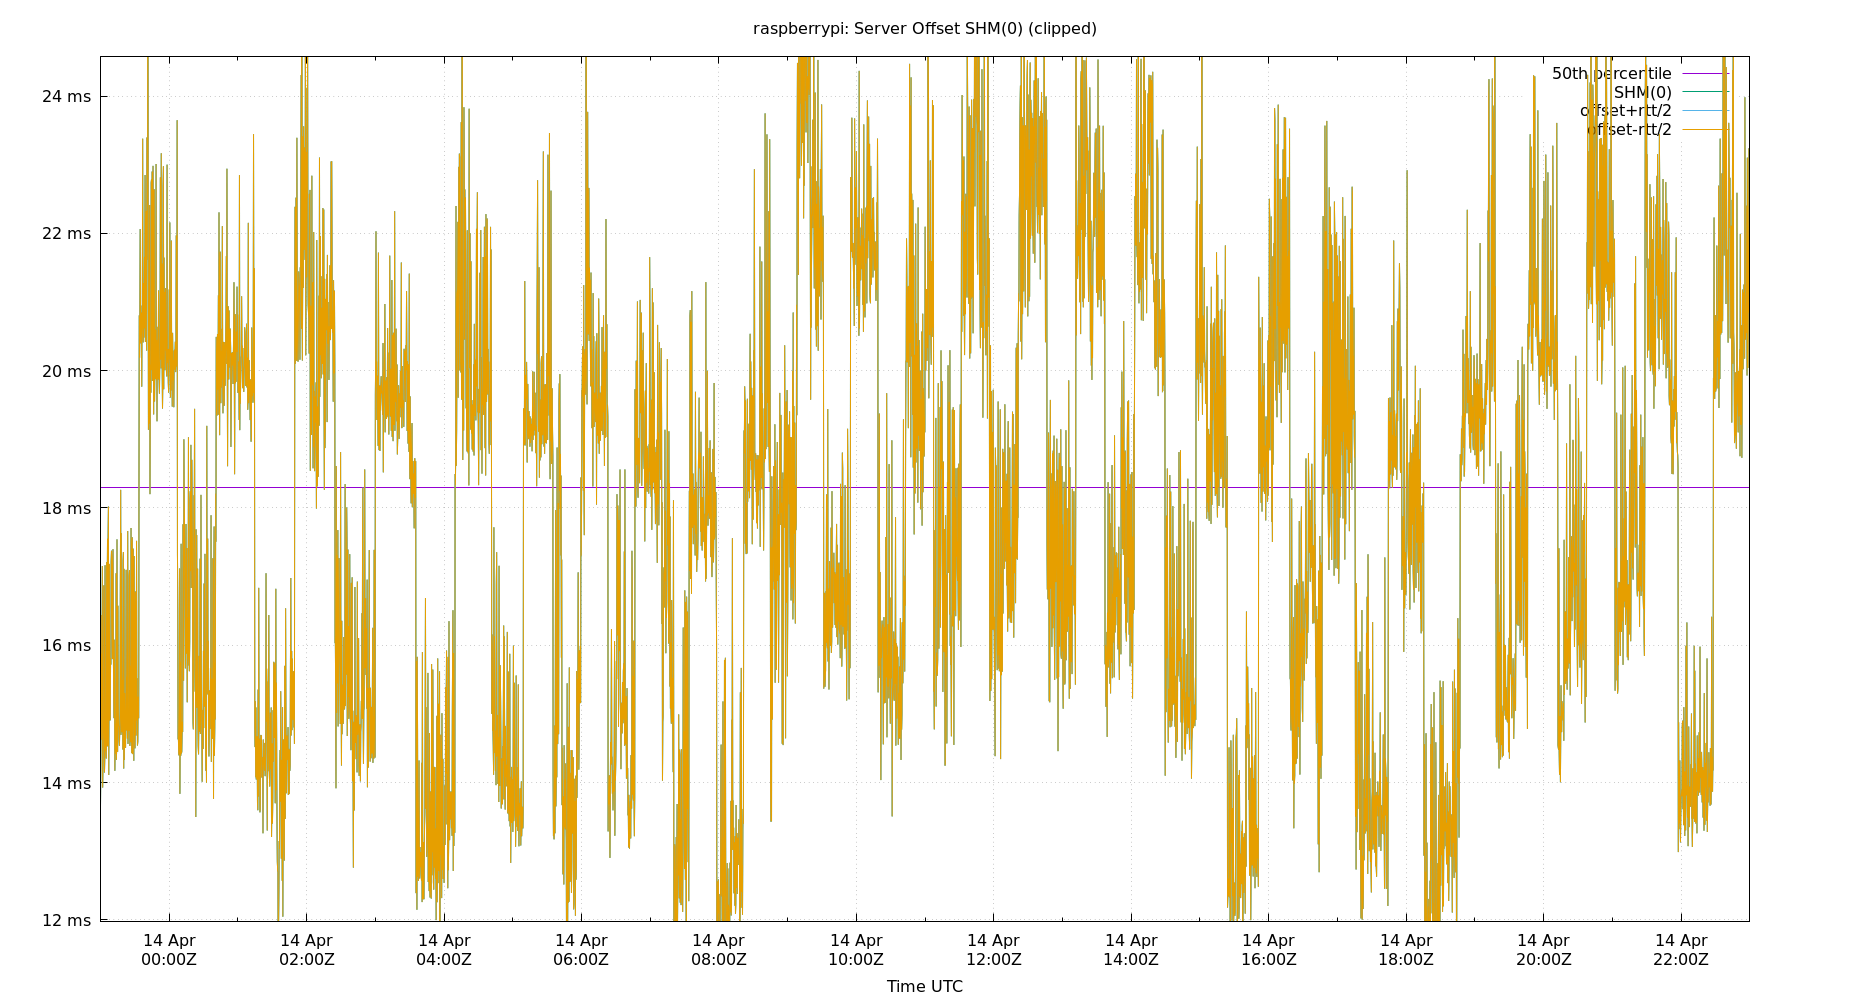 raspberrypi: Server Offset SHM(0) (clipped)
50th percentile
SHM(0)
offset+rtt/2
offset-rtt/2
24 ms
22 ms
20 ms
18 ms
16 ms
14 ms
12 ms
14 Apr 14 Apr 14 Apr 14 Apr 14 Apr 14 Apr 14 Apr 14 Apr 14 Apr 14 Apr 14 Apr 14 Apr
00:00Z 02:00Z 04:00Z 06:00Z 08:00Z 10:00Z 12:00Z 14:00Z 16:00Z 18:00Z 20:00Z 22:00Z
Time UTC